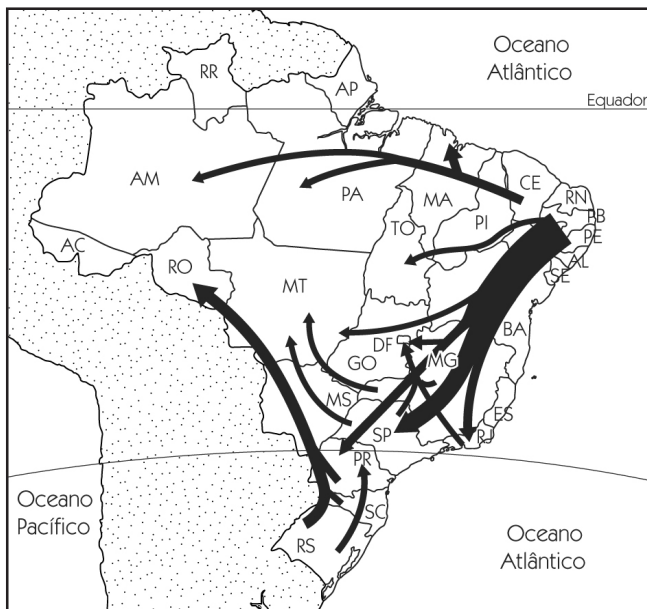 Oceano
Atlântico
RR
AP
Equador
AM
PA
MA
CE
RN
PB
PI
PE
TO
AC
AL
SE
RO
MT
BA
DF
GO
MG
MS
ES
SP
RJ
PR
Oceano
Pacífico
SC
RS
Oceano
Atlântico